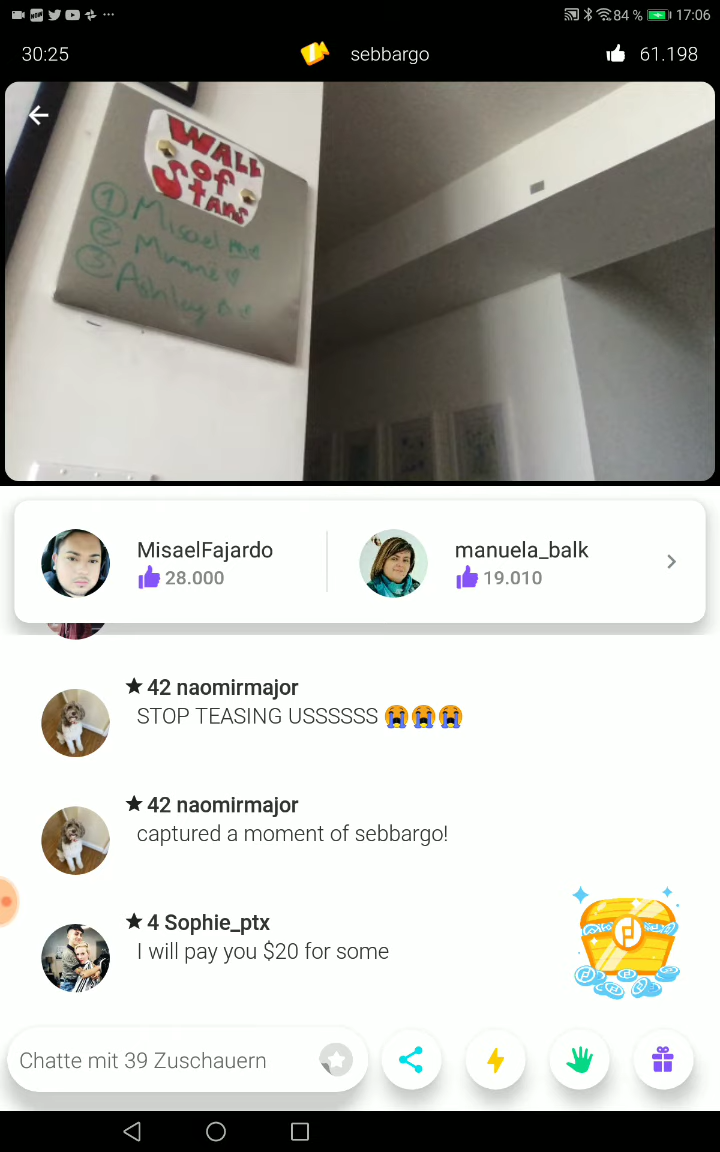 84 % 17:06
30:25 sebbargo 61.198
WALL
of
STARS
① Misael
②
③ Ashley
MisaelFajardo
28.000
manuela_balk
19.010
★ 42 naomirmajor
STOP TEASING USSSSSS 😭😭😭
★ 42 naomirmajor
captured a moment of sebbargo!
★ 4 Sophie_ptx
I will pay you $20 for some
Chatte mit 39 Zuschauern